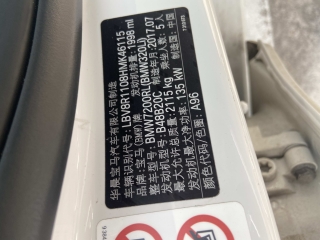 华晨宝马汽车有限公司制造
车辆识别代号: LBV8R1108HMK46115
品牌: 宝马(BMW) 发动机排量: 1998 ml
整车型号: BMW7200RL(BMW320Li)
发动机型号: B48B20C 制造年月: 2017.07
最大允许总质量: 2115 kg 乘坐人数: 5 人
发动机最大净功率: 135 kW 制造国: 中国
颜色代码/色号: A96